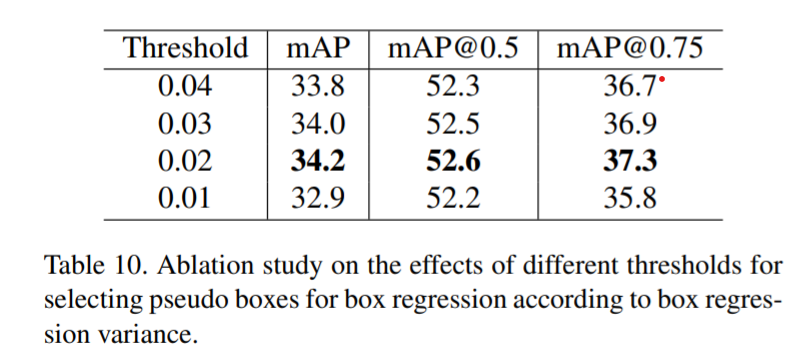 Threshold mAP mAP@0.5 mAP@0.75
0.04 33.8 52.3 36.7
0.03 34.0 52.5 36.9
0.02 34.2 52.6 37.3
0.01 32.9 52.2 35.8
Table 10. Ablation study on the effects of different thresholds for
selecting pseudo boxes for box regression according to box regres-
sion variance.